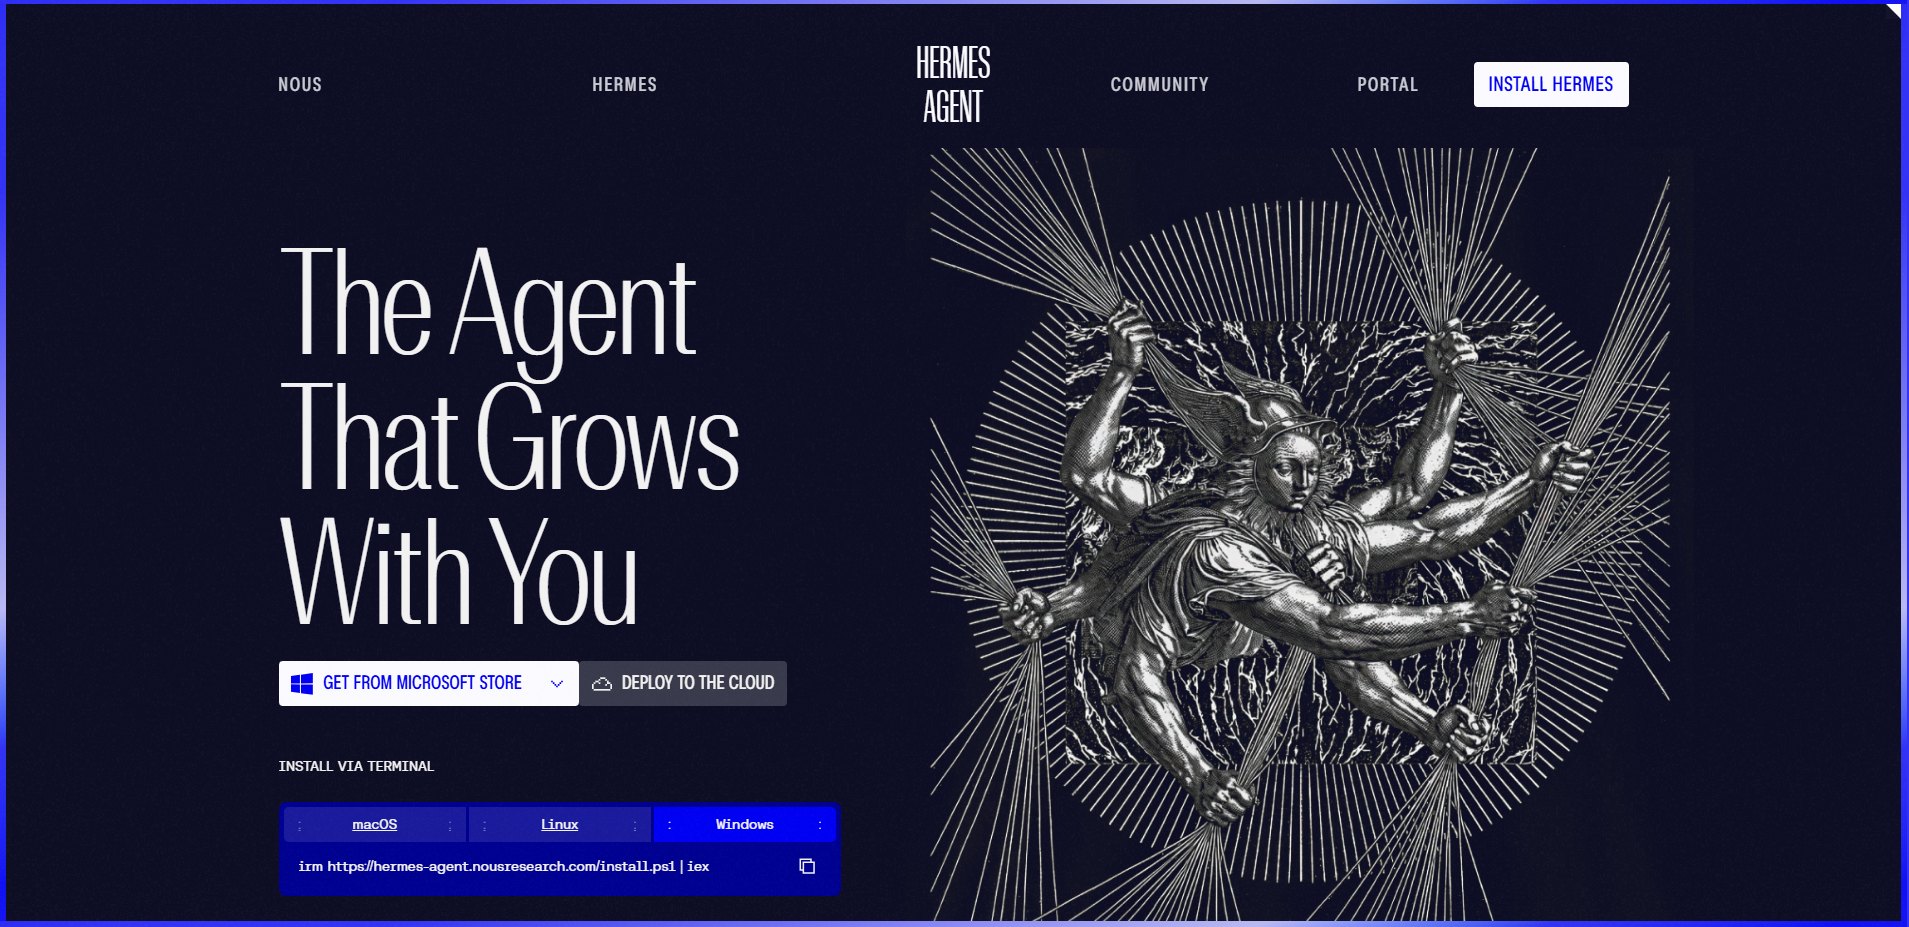 NOUS
HERMES
HERMES
AGENT
COMMUNITY
PORTAL
INSTALL HERMES
The Agent
That Grows
With You
GET FROM MICROSOFT STORE
DEPLOY TO THE CLOUD
INSTALL VIA TERMINAL
: macOS :
: Linux :
: Windows :
irm https://hermes-agent.nousresearch.com/install.ps1 | iex